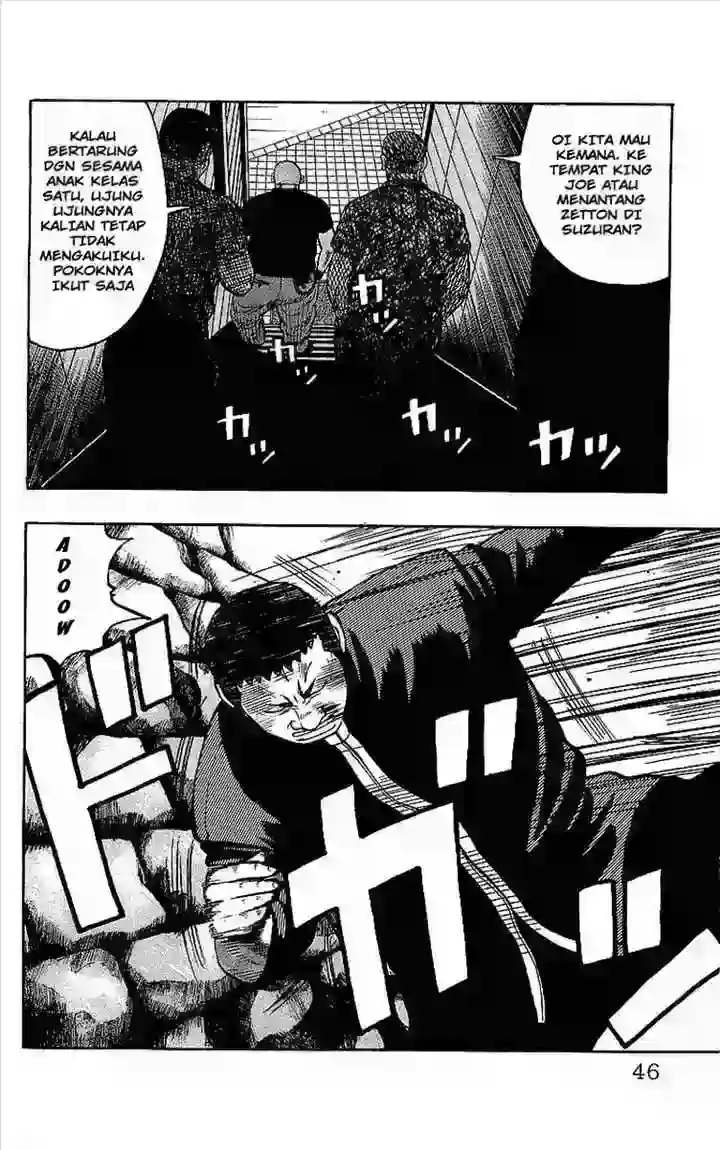 OI KITA MAU
KEMANA. KE
TEMPAT KING
JOE ATAU
MENANTANG
ZETTON DI
SUZURAN?
KALAU
BERTARUNG
DGN SESAMA
ANAK KELAS
SATU, UJUNG
UJUNGNYA
KALIAN TETAP
TIDAK
MENGAKUIKU.
POKOKNYA
IKUT SAJA
カッ
カッ
カッ
カッ
カッ
ADOOW
ドガガッ
46